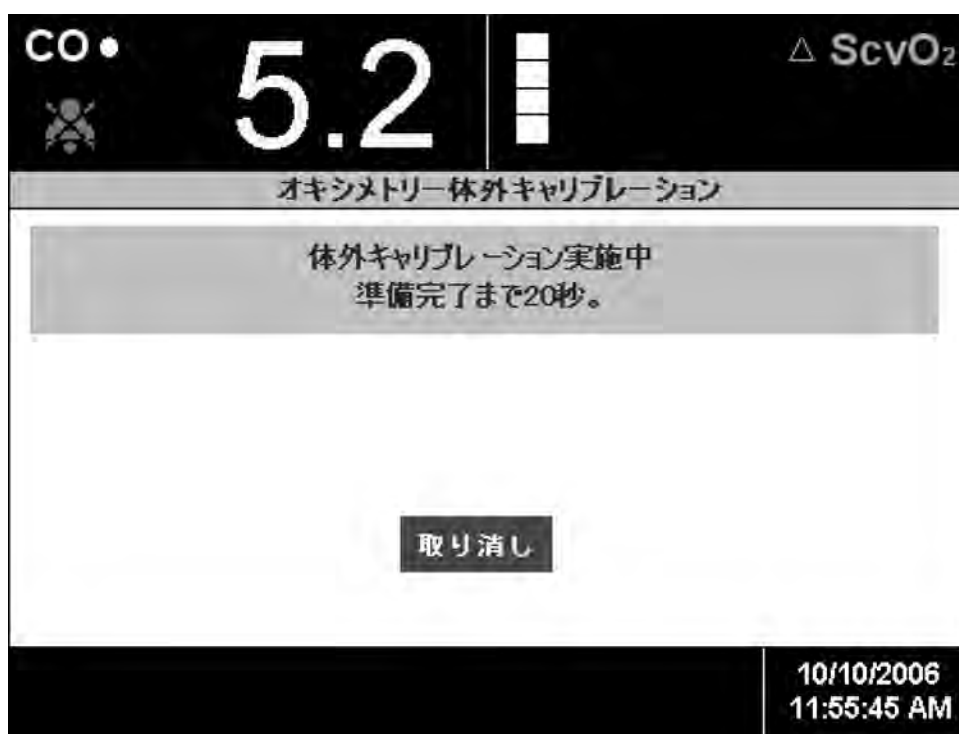 CO
5.2
△ ScvO₂
オキシメトリー体外キャリブレーション
体外キャリブレーション実施中
準備完了まで20秒。
取り消し
10/10/2006
11:55:45 AM